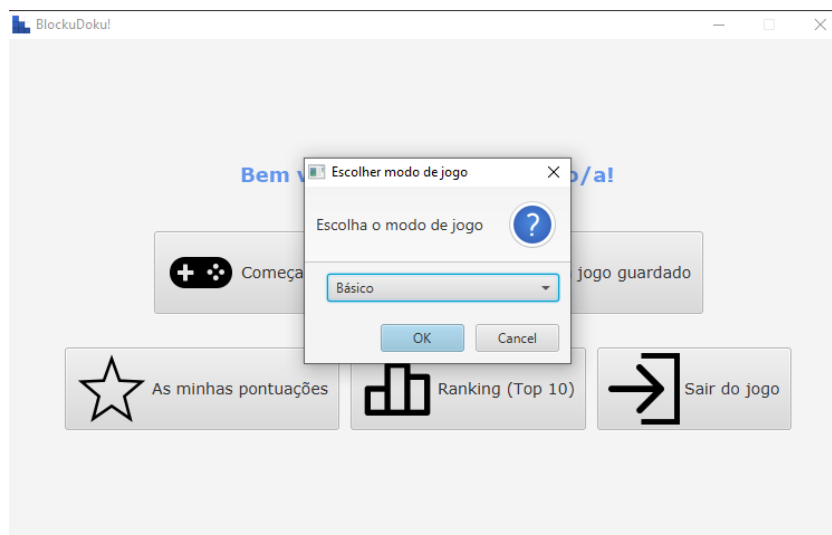 BlockuDoku!
Bem
o/a!
Escolher modo de jogo
Escolha o modo de jogo
Básico
OK
Cancel
jogo guardado
As minhas pontuações
Ranking (Top 10)
Sair do jogo